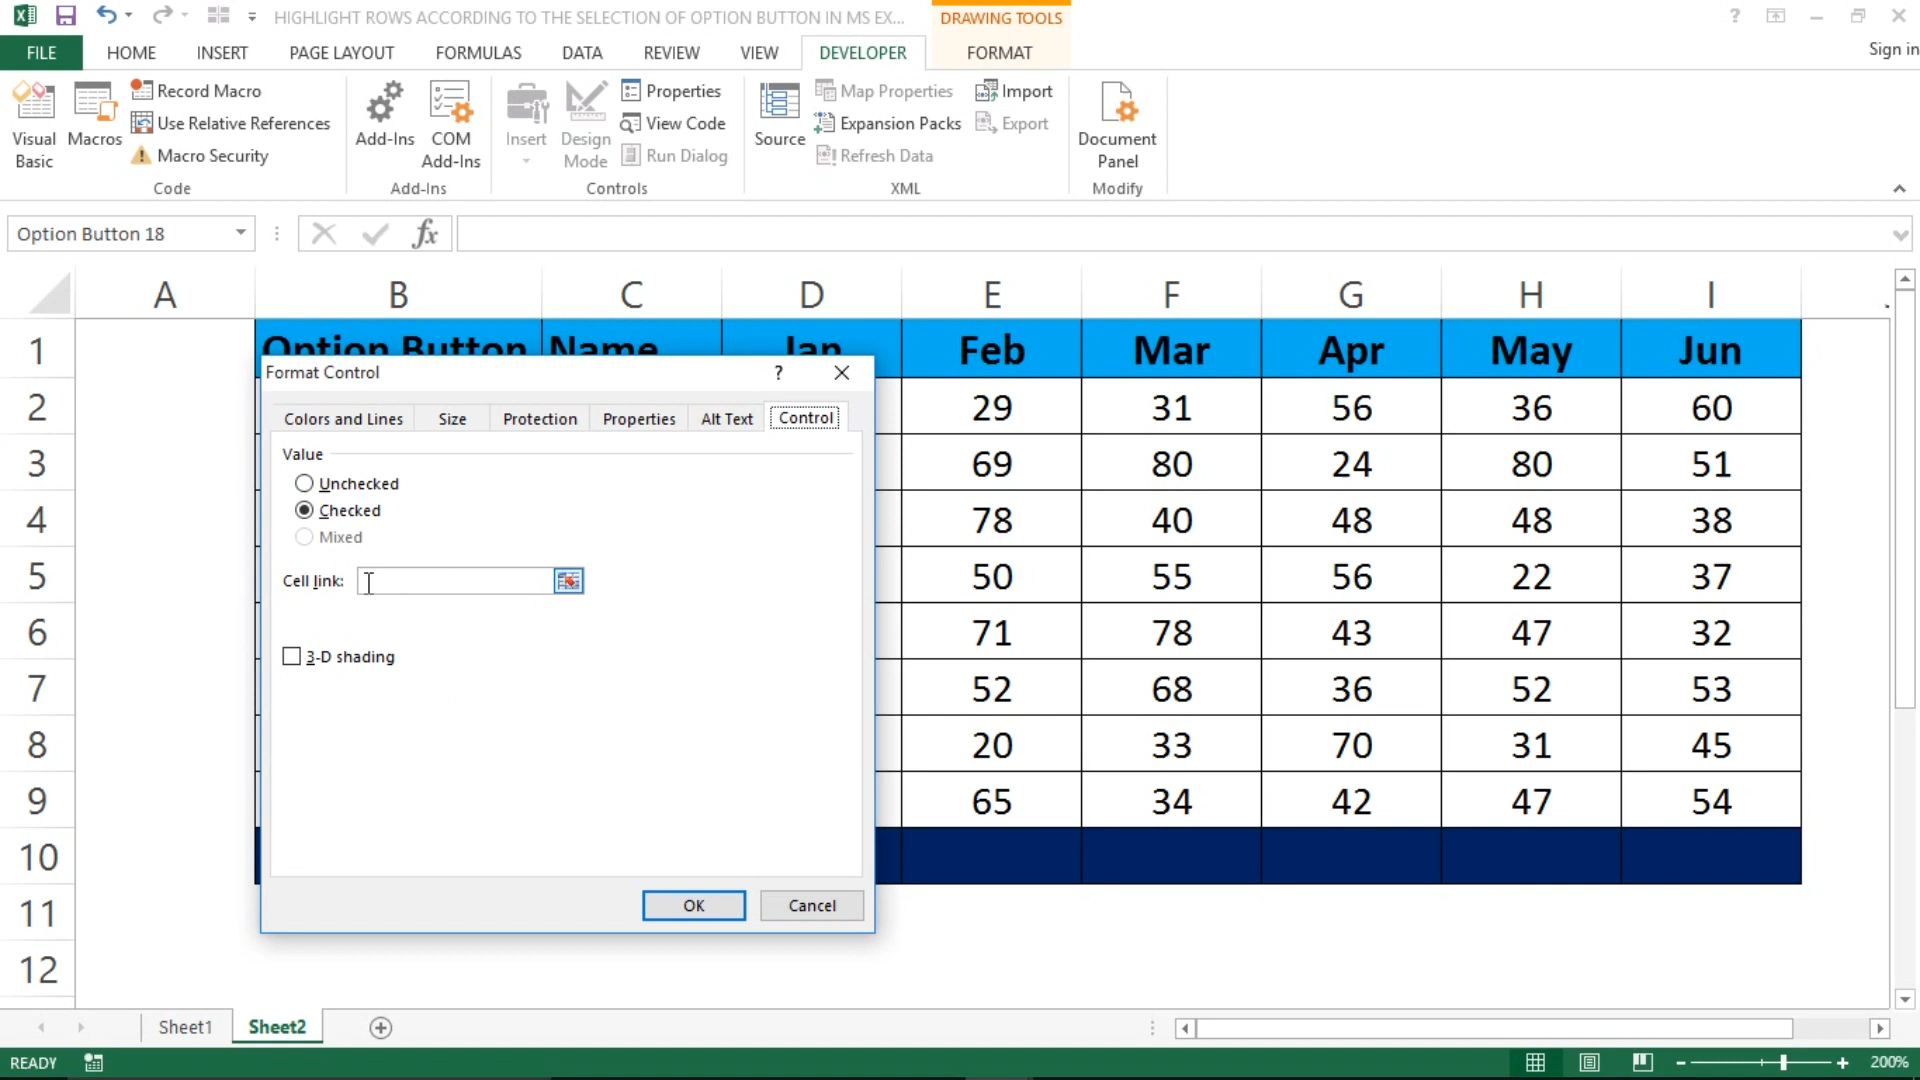 HIGHLIGHT ROWS ACCORDING TO THE SELECTION OF OPTION BUTTON IN MS EX... DRAWING TOOLS ?
FILE HOME INSERT PAGE LAYOUT FORMULAS DATA REVIEW VIEW DEVELOPER FORMAT Sign in
Visual Basic
Macros
Record Macro
Use Relative References
Macro Security
Code
Add-Ins
COM Add-Ins
Add-Ins
Insert
Design Mode
Properties
View Code
Run Dialog
Controls
Source
Map Properties
Expansion Packs
Refresh Data
Import
Export
XML
Document Panel
Modify
Option Button 18 fx
A B C D E F G H I
1 Option Button Name Jan Feb Mar Apr May Jun
Format Control ?
Colors and Lines Size Protection Properties Alt Text Control
Value
Unchecked
Checked
Mixed
Cell link:
3-D shading
OK Cancel
2 29 31 56 36 60
3 69 80 24 80 51
4 78 40 48 48 38
5 50 55 56 22 37
6 71 78 43 47 32
7 52 68 36 52 53
8 20 33 70 31 45
9 65 34 42 47 54
10
11
12
Sheet1 Sheet2
READY 200%